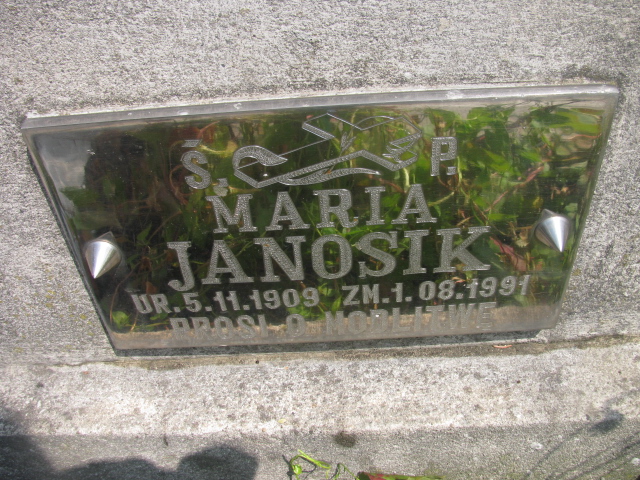 Ś. P.
MARIA
JANOSIK
UR. 5.11.1909 ZM. 1.08.1991
PROSI O MODLITWĘ